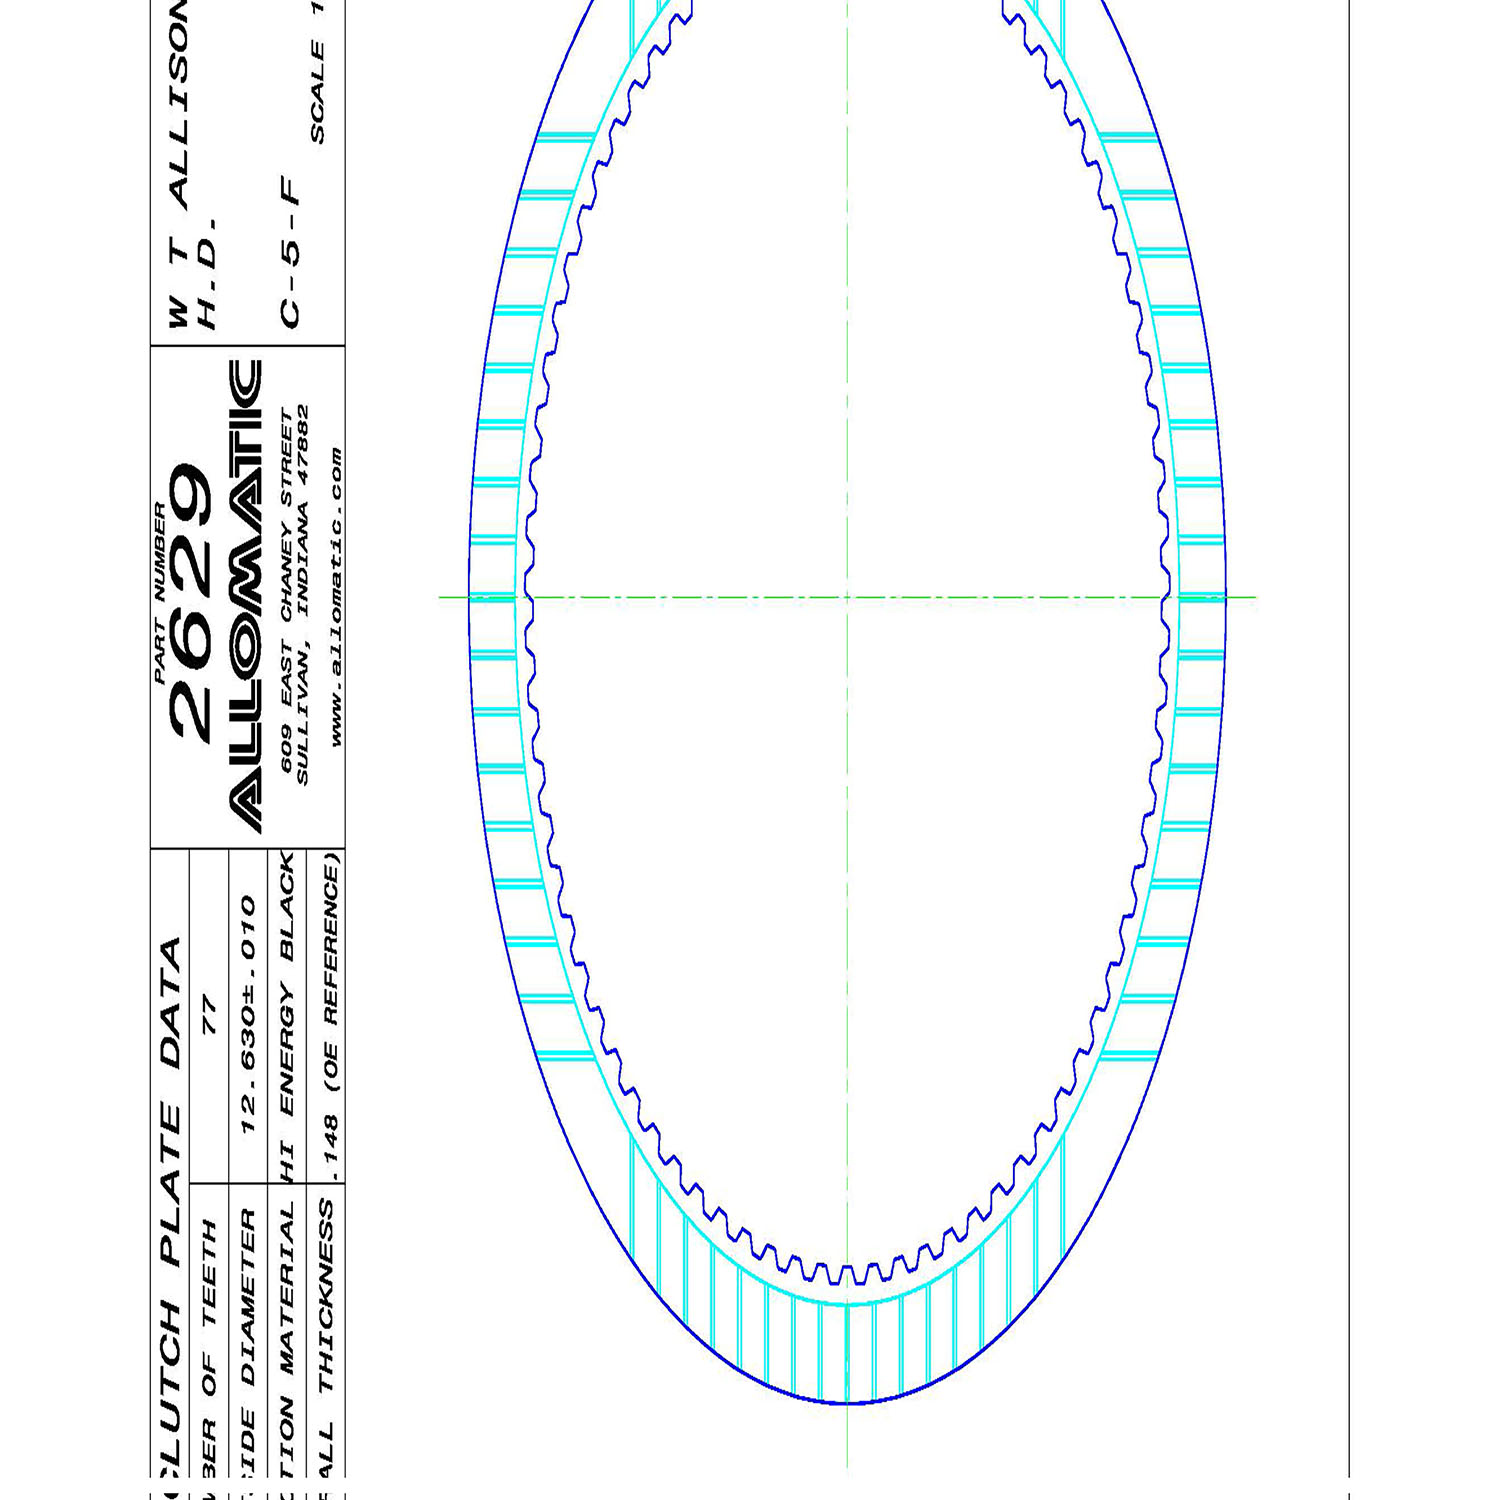 CLUTCH PLATE DATA
BER OF TEETH 77
SIDE DIAMETER 12.630±.010
TION MATERIAL HI ENERGY BLACK
ALL THICKNESS .148 (OE REFERENCE)
PART NUMBER
2629
ALLOMATIC
609 EAST CHANEY STREET
SULLIVAN, INDIANA 47882
www.allomatic.com
W T ALLISON
H.D.
C-5-F
SCALE 1